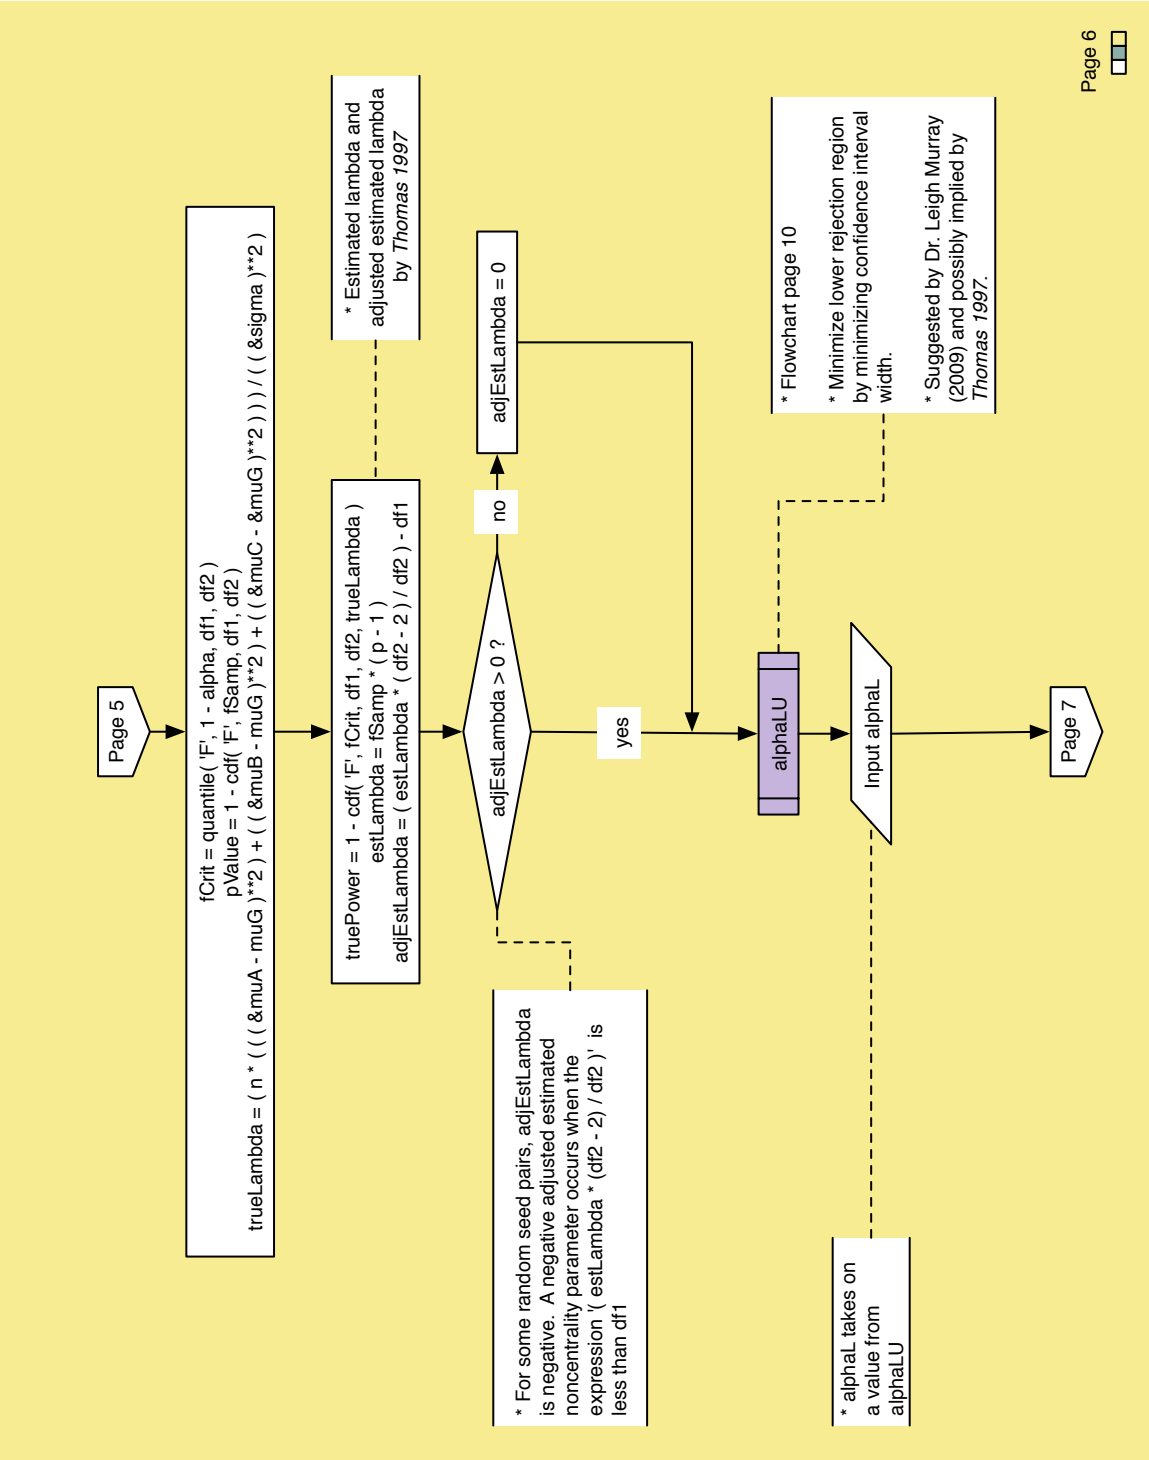 Page 6
Page 5
fCrit = quantile( 'F', 1 - alpha, df1, df2 )
pValue = 1 - cdf( 'F', fSamp, df1, df2 )
trueLambda = ( n * ( ( ( &muA - muG )**2 ) + ( ( &muB - muG )**2 ) + ( ( &muC - &muG )**2 ) ) ) / ( ( &sigma )**2 )
truePower = 1 - cdf( 'F', fCrit, df1, df2, trueLambda )
estLambda = fSamp * ( p - 1 )
adjEstLambda = ( estLambda * ( df2 - 2 ) / df2 ) - df1
* Estimated lambda and
adjusted estimated lambda
by Thomas 1997
adjEstLambda > 0 ?
no
adjEstLambda = 0
* For some random seed pairs, adjEstLambda
is negative. A negative adjusted estimated
noncentrality parameter occurs when the
expression '( estLambda * (df2 - 2) / df2 )' is
less than df1
yes
alphaLU
* Flowchart page 10
* Minimize lower rejection region
by minimizing confidence interval
width.
* Suggested by Dr. Leigh Murray
(2009) and possibly implied by
Thomas 1997.
Input alphaL
* alphaL takes on
a value from
alphaLU
Page 7